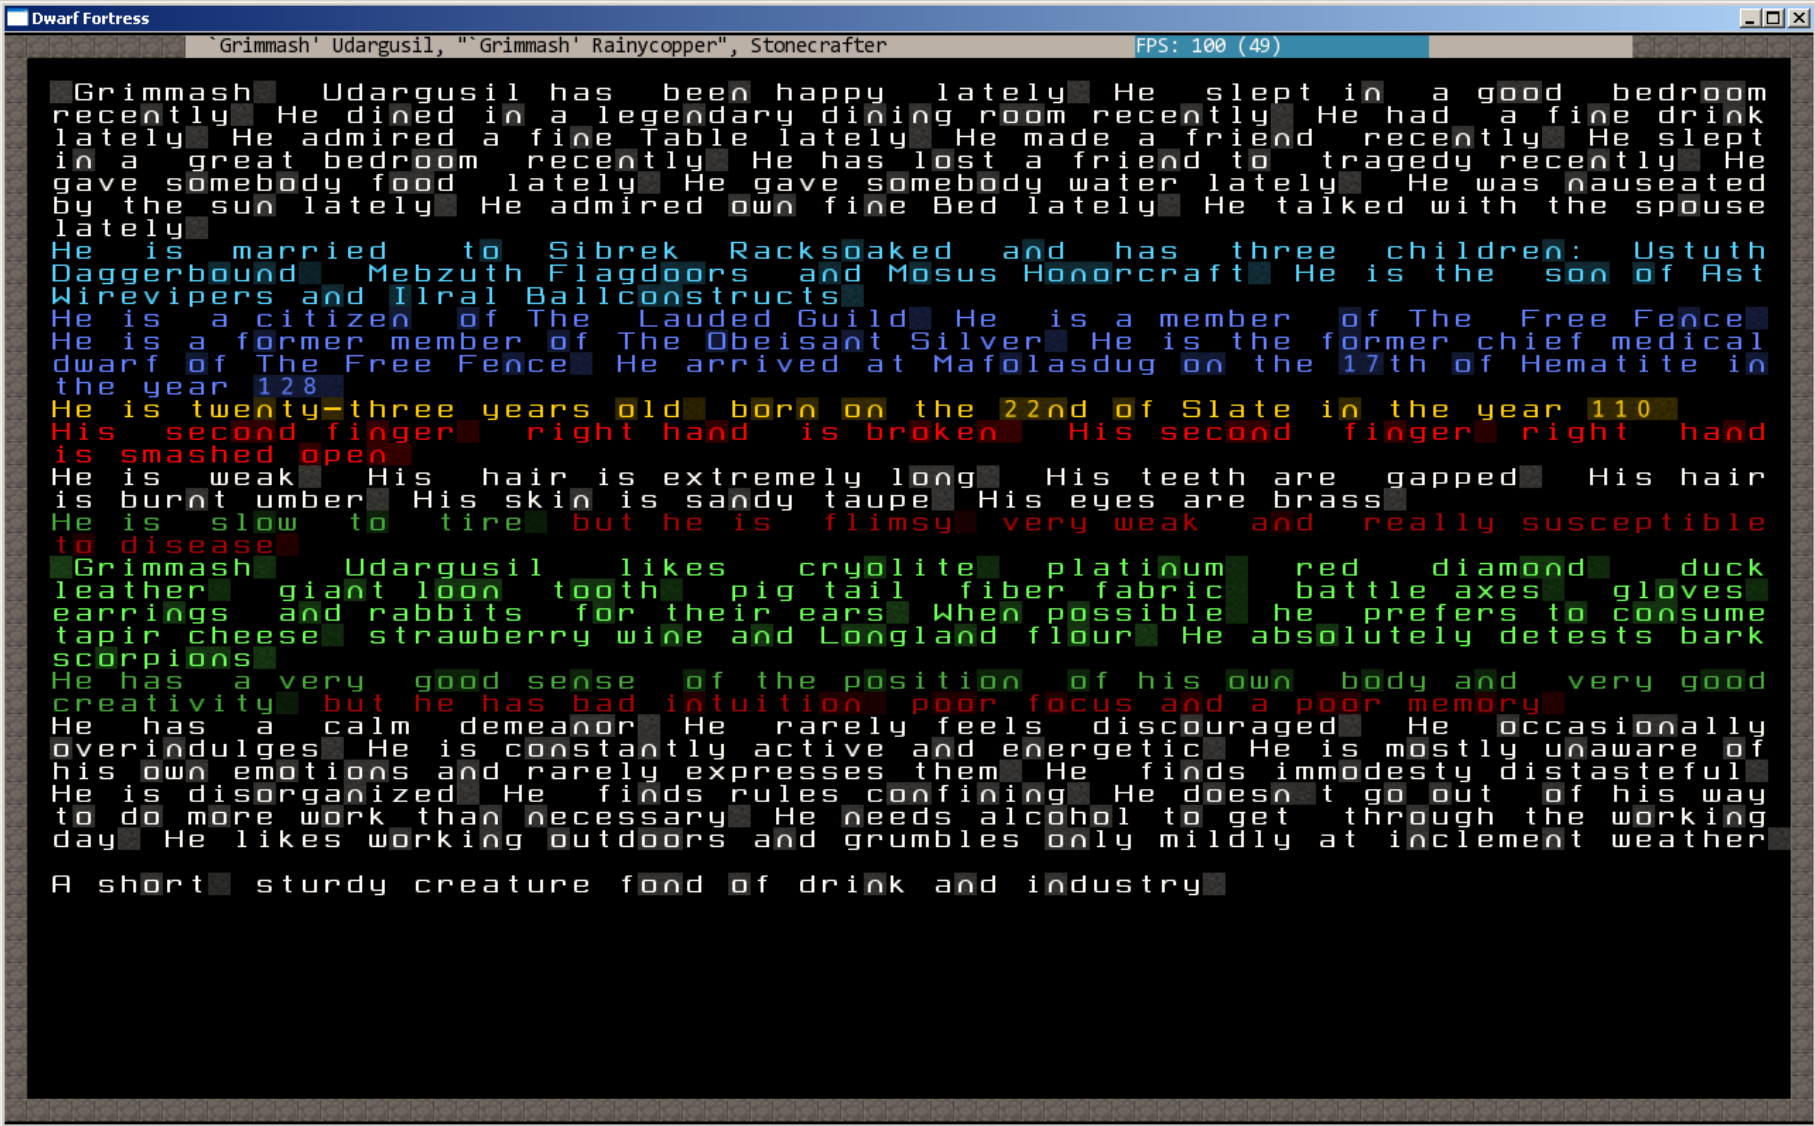 Dwarf Fortress
`Grimmash' Udargusil, "`Grimmash' Rainycopper", Stonecrafter FPS: 100 (49)
Grimmash Udargusil has been happy lately He slept in a good bedroom
recently He dined in a legendary dining room recently He had a fine drink
lately He admired a fine Table lately He made a friend recently He slept
in a great bedroom recently He has lost a friend to tragedy recently He
gave somebody food lately He gave somebody water lately He was nauseated
by the sun lately He admired own fine Bed lately He talked with the spouse
lately
He is married to Sibrek Racksoaked and has three children: Ustuth
Daggerbound Mebzuth Flagdoors and Mosus Honorcraft He is the son of Ast
Wirevipers and Ilral Ballconstructs
He is a citizen of The Lauded Guild He is a member of The Free Fence
He is a former member of The Obeisant Silver He is the former chief medical
dwarf of The Free Fence He arrived at Mafolasdug on the 17th of Hematite in
the year 128
He is twenty-three years old born on the 22nd of Slate in the year 110
His second finger right hand is broken His second finger right hand
is smashed open
He is weak His hair is extremely long His teeth are gapped His hair
is burnt umber His skin is sandy taupe His eyes are brass
He is slow to tire but he is flimsy very weak and really susceptible
to disease
Grimmash Udargusil likes cryolite platinum red diamond duck
leather giant loon tooth pig tail fiber fabric battle axes gloves
earrings and rabbits for their ears When possible he prefers to consume
tapir cheese strawberry wine and Longland flour He absolutely detests bark
scorpions
He has a very good sense of the position of his own body and very good
creativity but he has bad intuition poor focus and a poor memory
He has a calm demeanor He rarely feels discouraged He occasionally
overindulges He is constantly active and energetic He is mostly unaware of
his own emotions and rarely expresses them He finds immodesty distasteful
He is disorganized He finds rules confining He doesn t go out of his way
to do more work than necessary He needs alcohol to get through the working
day He likes working outdoors and grumbles only mildly at inclement weather
A short sturdy creature fond of drink and industry